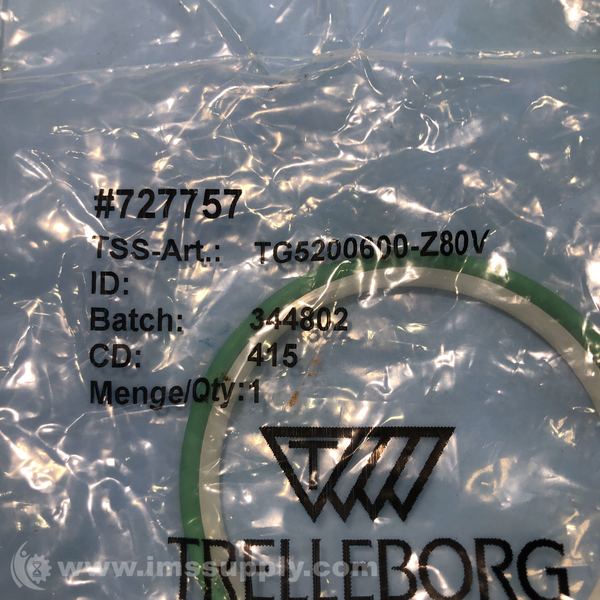 #727757
TSS-Art.: TG5200600-Z80V
ID:
Batch: 344802
CD: 415
Menge/Qty: 1
T
TRELLEBORG
www.imssupply.com